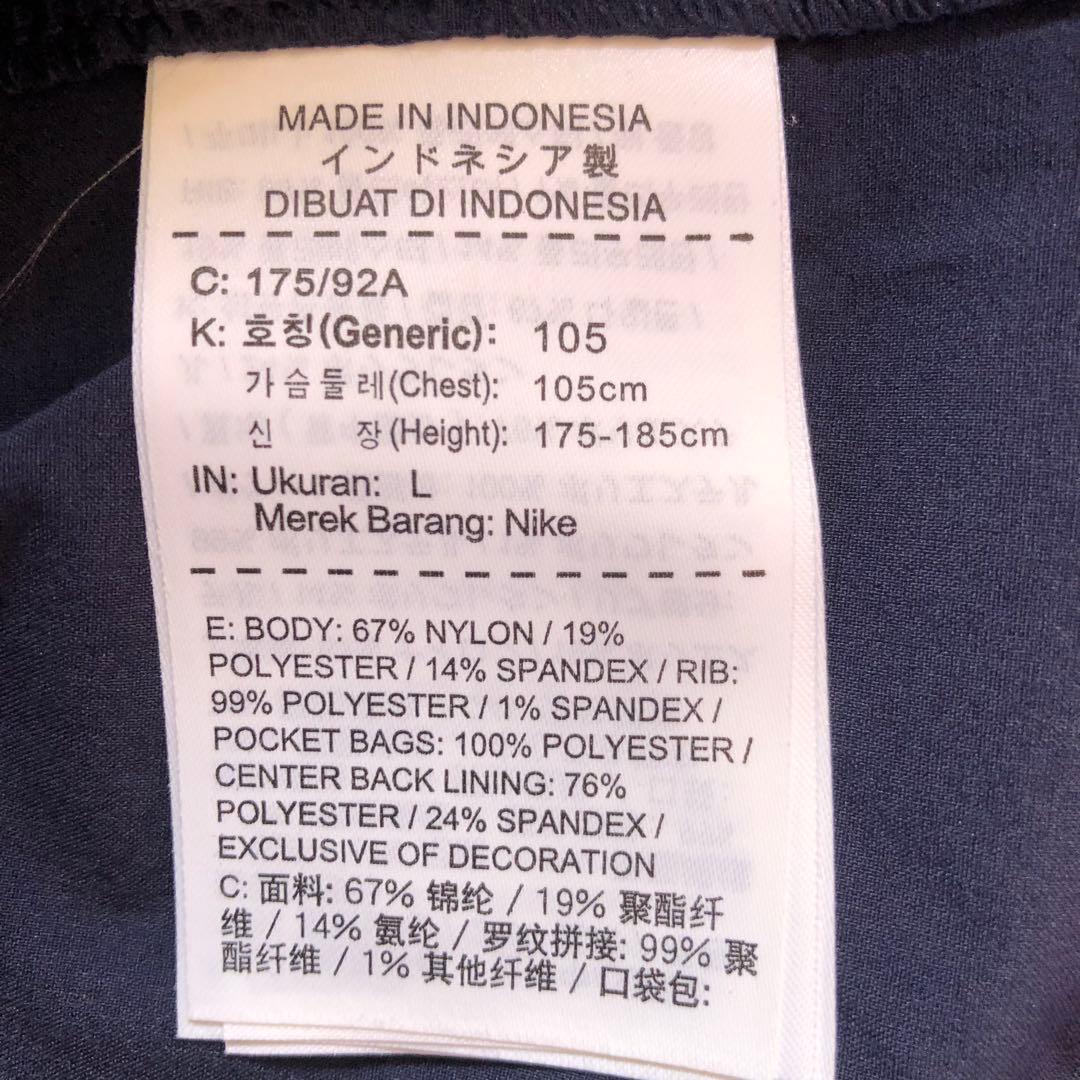 MADE IN INDONESIA
インドネシア製
DIBUAT DI INDONESIA
C: 175/92A
K: 호칭(Generic): 105
가슴둘레(Chest): 105cm
신 장(Height): 175-185cm
IN: Ukuran: L
Merek Barang: Nike
E: BODY: 67% NYLON / 19%
POLYESTER / 14% SPANDEX / RIB:
99% POLYESTER / 1% SPANDEX /
POCKET BAGS: 100% POLYESTER /
CENTER BACK LINING: 76%
POLYESTER / 24% SPANDEX /
EXCLUSIVE OF DECORATION
C: 面料: 67% 锦纶 / 19% 聚酯纤
维 / 14% 氨纶 / 罗纹拼接: 99% 聚
酯纤维 / 1% 其他纤维 / 口袋包: